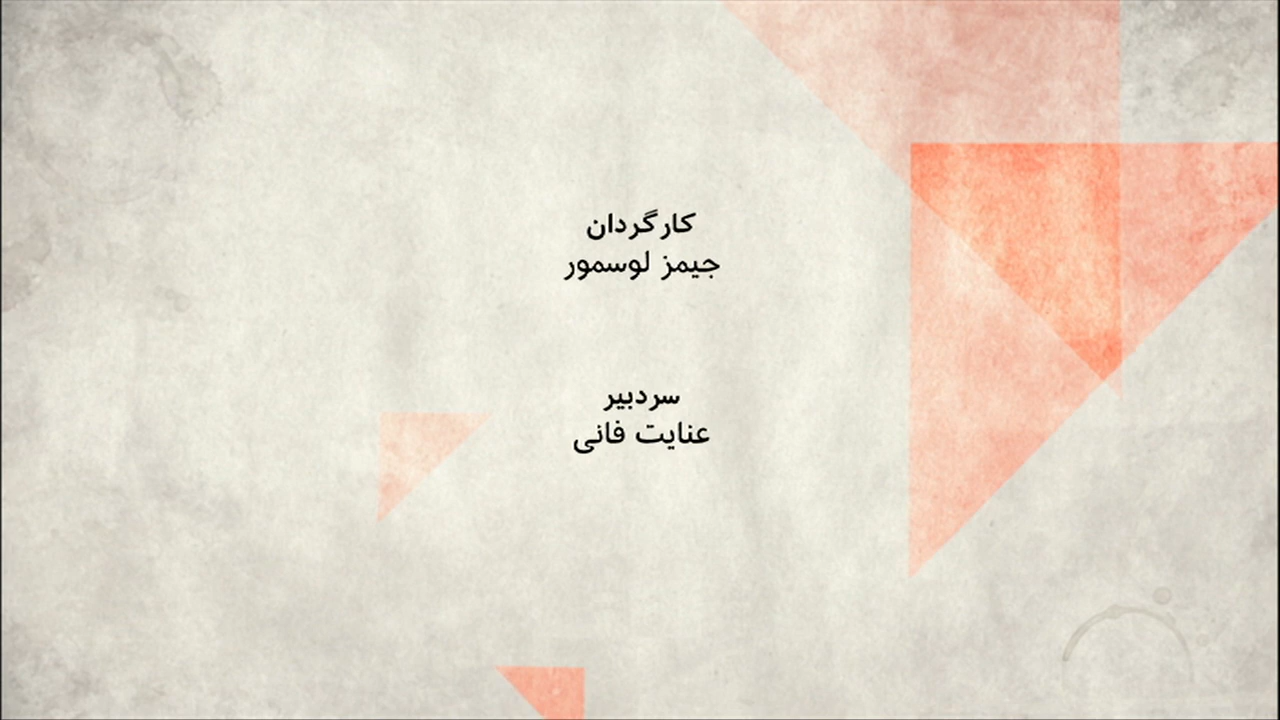 کارگردان
جیمز لوسمور
سردبیر
عنایت فانی